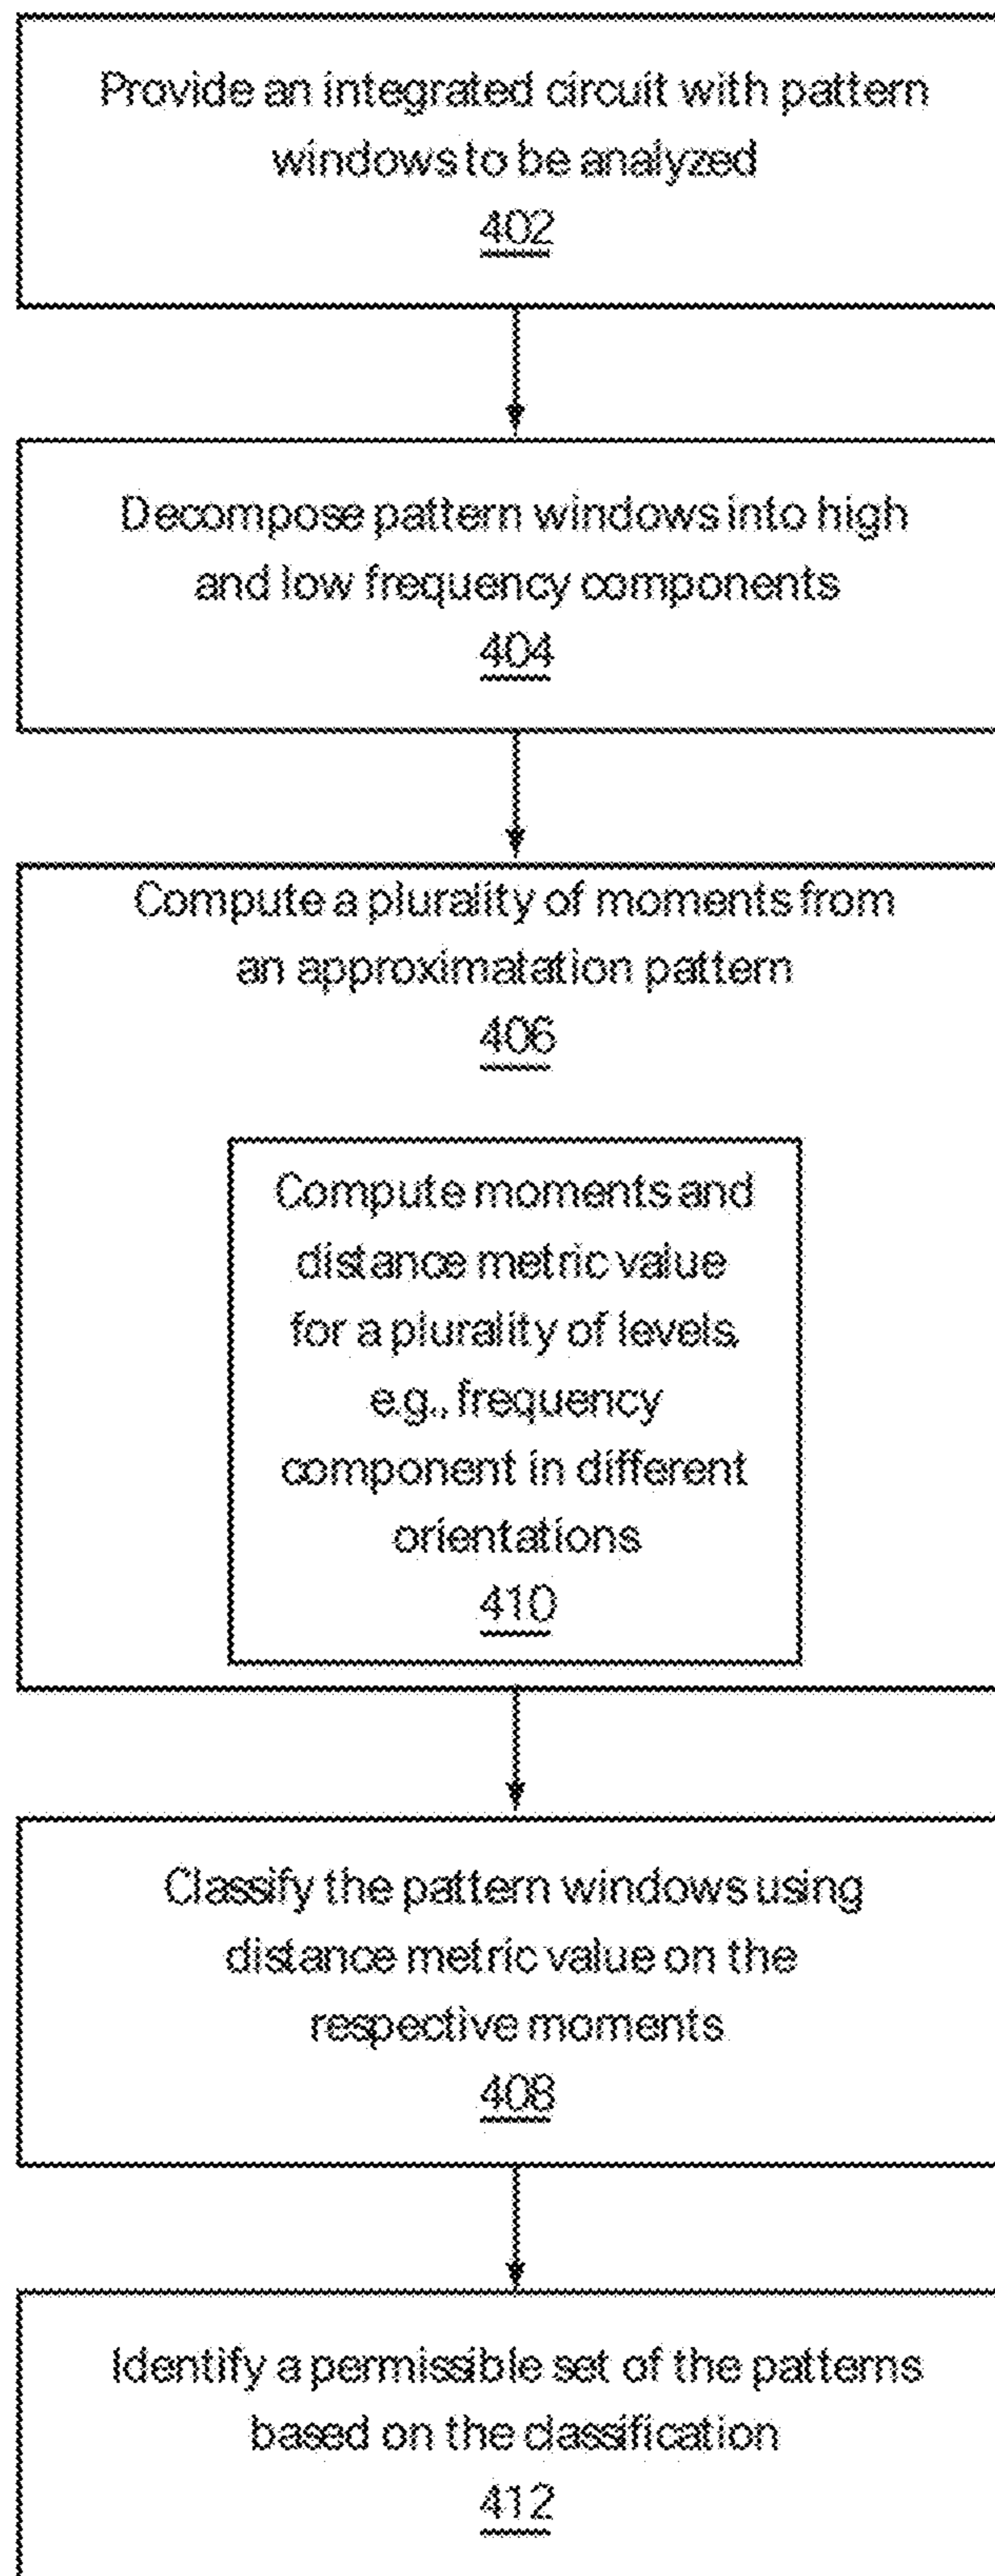 Provide an integrated circuit with pattern
windows to be analyzed
402
Decompose pattern windows into high
and low frequency components
404
Compute a plurality of moments from
an approximatation pattern
406
Compute moments and
distance metric value
for a plurality of levels,
e.g., frequency
component in different
orientations
410
Classify the pattern windows using
distance metric value on the
respective moments
408
Identify a permissible set of the patterns
based on the classification
412